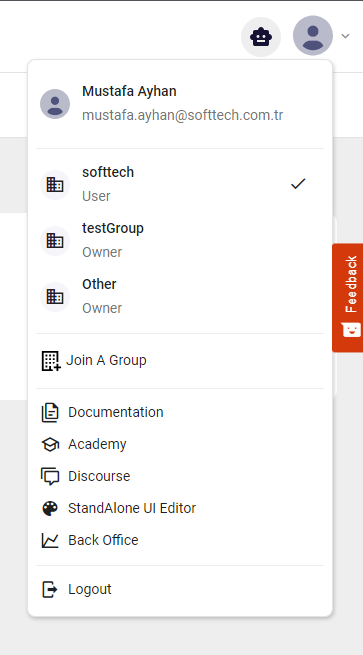 Mustafa Ayhan
mustafa.ayhan@softtech.com.tr
softtech
User
testGroup
Owner
Other
Owner
Feedback
Join A Group
Documentation
Academy
Discourse
StandAlone UI Editor
Back Office
Logout